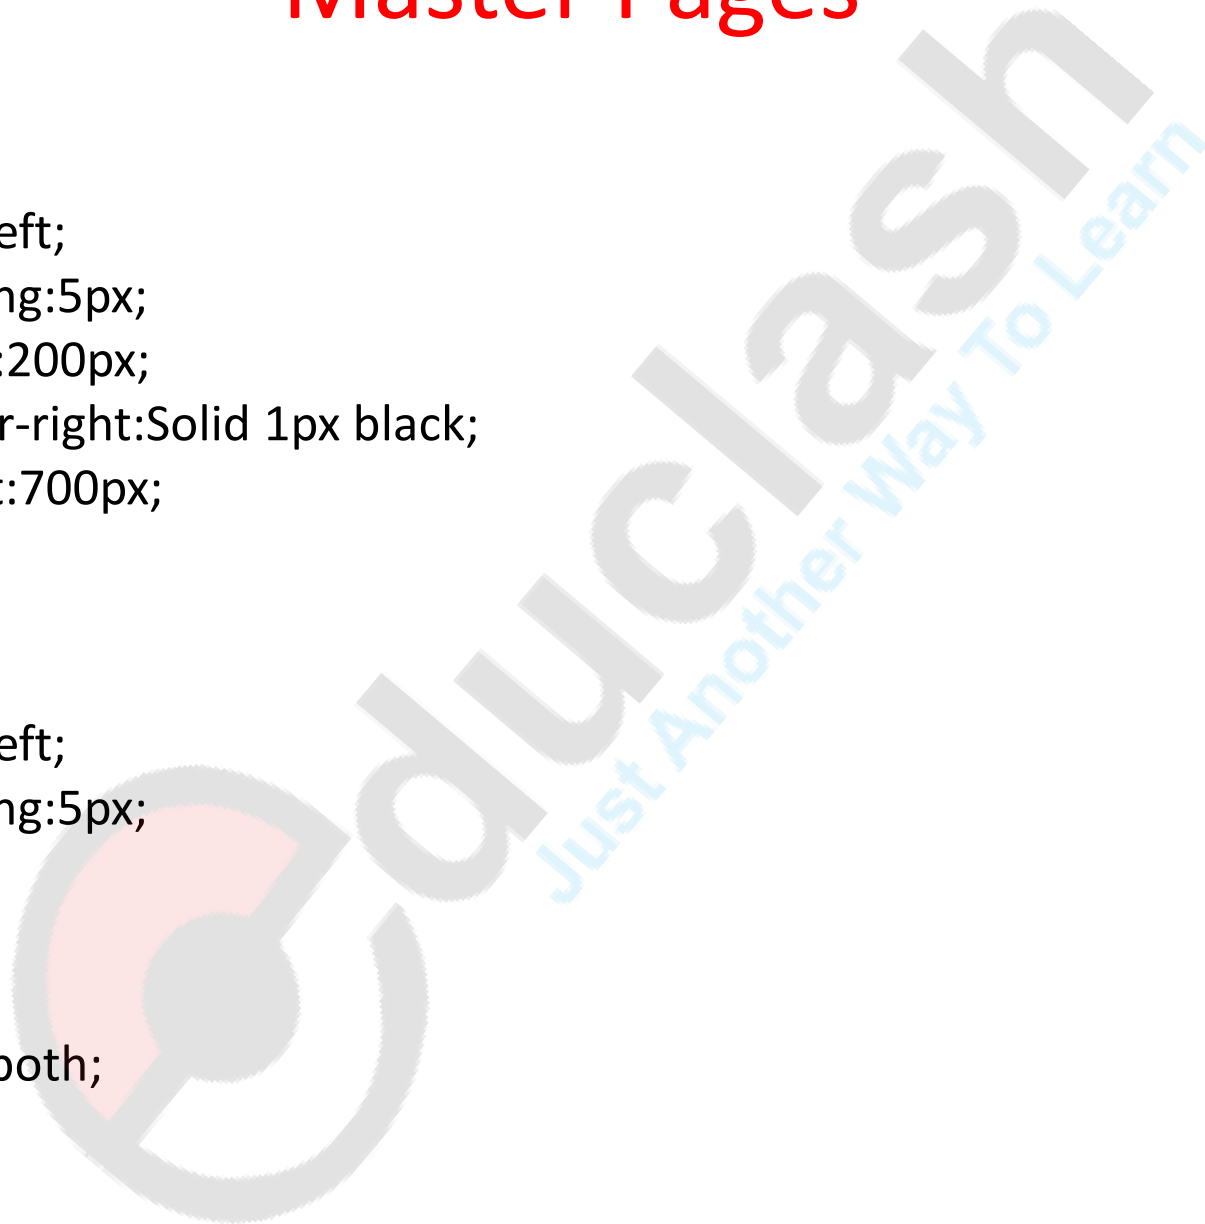 Master Pages
eft;
ng:5px;
:200px;
r-right:Solid 1px black;
t:700px;
eft;
ng:5px;
both;
educlash
Just Another Way To Learn